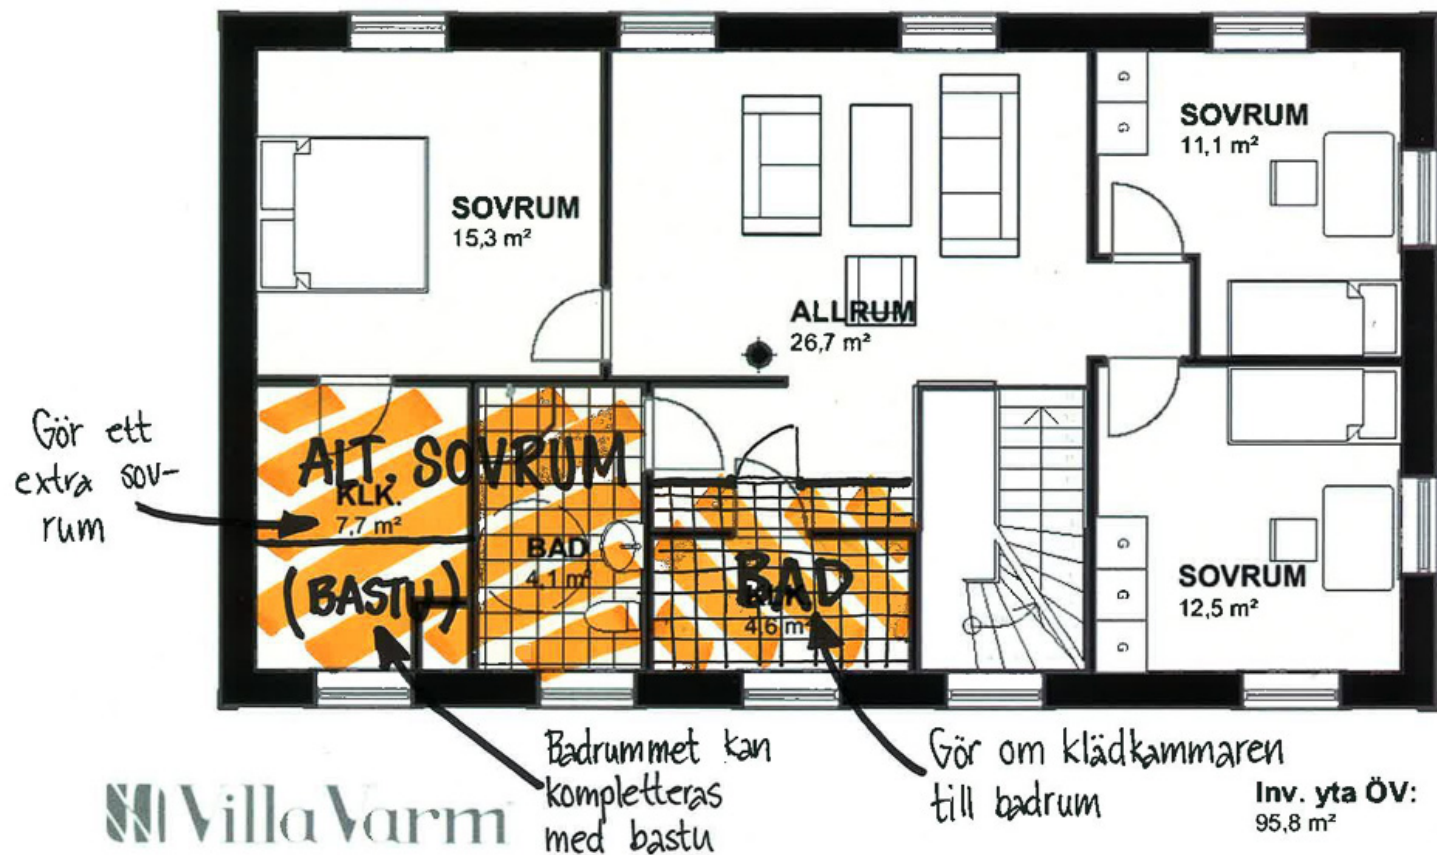 SOVRUM
15,3 m²
ALLRUM
26,7 m²
G
G
SOVRUM
11,1 m²
Gör ett
extra sov-
rum
ALT. SOVRUM
KLK.
7,7 m²
(BASTU)
BAD
4,1 m²
BAD
KLK.
4,6 m²
G
G
G
SOVRUM
12,5 m²
Badrummet kan
kompletteras
med bastu
Gör om klädkammaren
till badrum
Inv. yta ÖV:
95,8 m²
VillaVarm